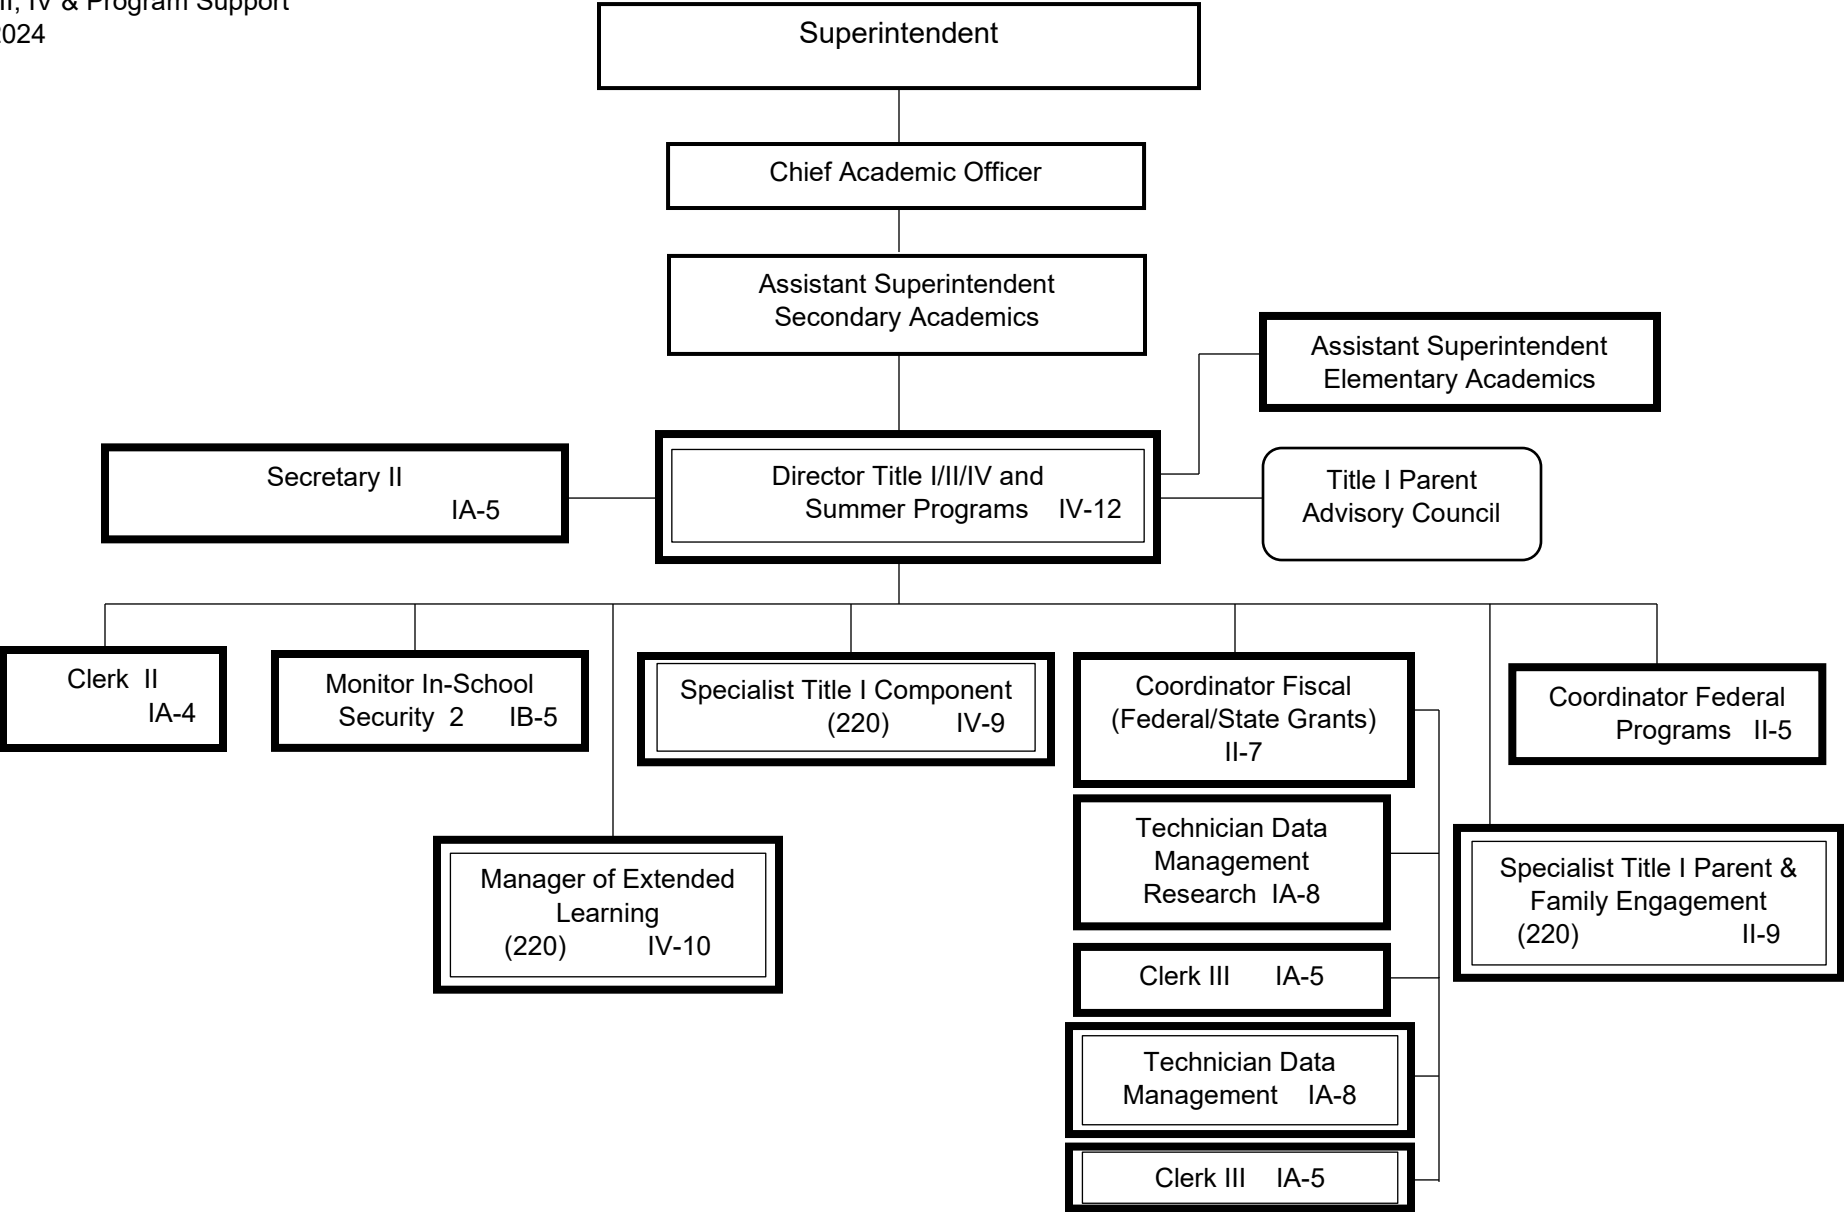 IV & Program Support
Superintendent
Chief Academic Officer
Assistant Superintendent
Secondary Academics
Assistant Superintendent
Elementary Academics
Secretary II
IA-5
Director Title I/II/IV and
Summer Programs IV-12
Title I Parent
Advisory Council
Clerk II
IA-4
Monitor In-School
Security 2 IB-5
Specialist Title I Component
(220) IV-9
Coordinator Fiscal
(Federal/State Grants)
II-7
Coordinator Federal
Programs II-5
Manager of Extended
Learning
(220) IV-10
Technician Data
Management
Research IA-8
Specialist Title I Parent &
Family Engagement
(220) II-9
Clerk III IA-5
Technician Data
Management IA-8
Clerk III IA-5